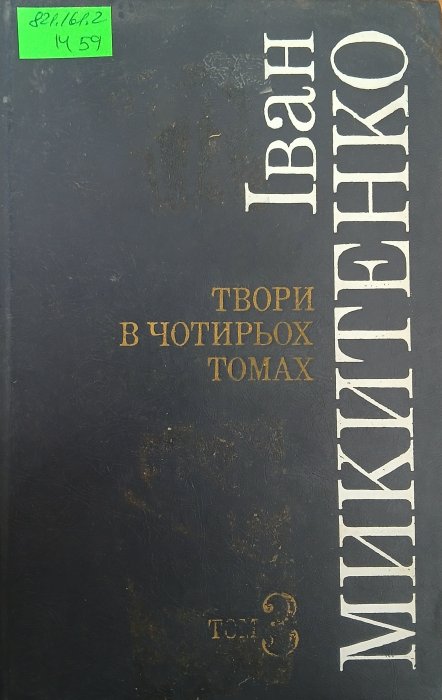 821.161.2
М 59
Іван
МИКИТЕНКО
ТВОРИ
В ЧОТИРЬОХ
ТОМАХ
ТОМ 3